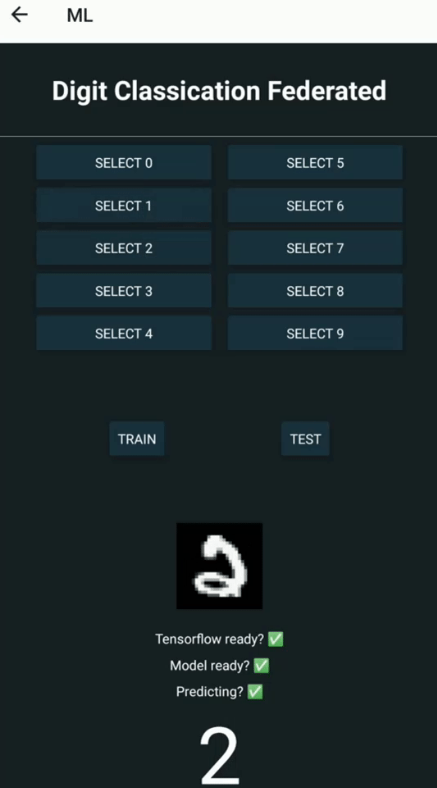 ML
Digit Classication Federated
SELECT 0 SELECT 5
SELECT 1 SELECT 6
SELECT 2 SELECT 7
SELECT 3 SELECT 8
SELECT 4 SELECT 9
TRAIN TEST
2
Tensorflow ready? ✅
Model ready? ✅
Predicting? ✅
2